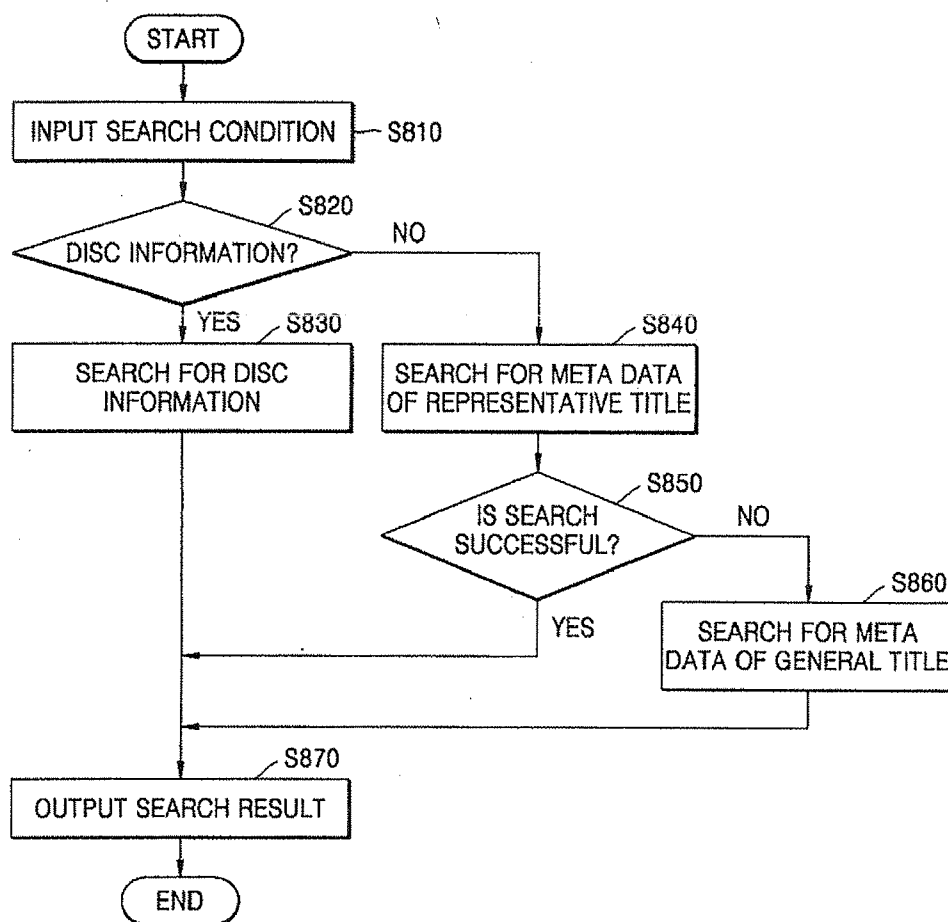 START
INPUT SEARCH CONDITION
S810
S820
DISC INFORMATION?
NO
YES
S830
SEARCH FOR DISC
INFORMATION
S840
SEARCH FOR META DATA
OF REPRESENTATIVE TITLE
S850
IS SEARCH
SUCCESSFUL?
NO
YES
S860
SEARCH FOR META
DATA OF GENERAL TITLE
S870
OUTPUT SEARCH RESULT
END